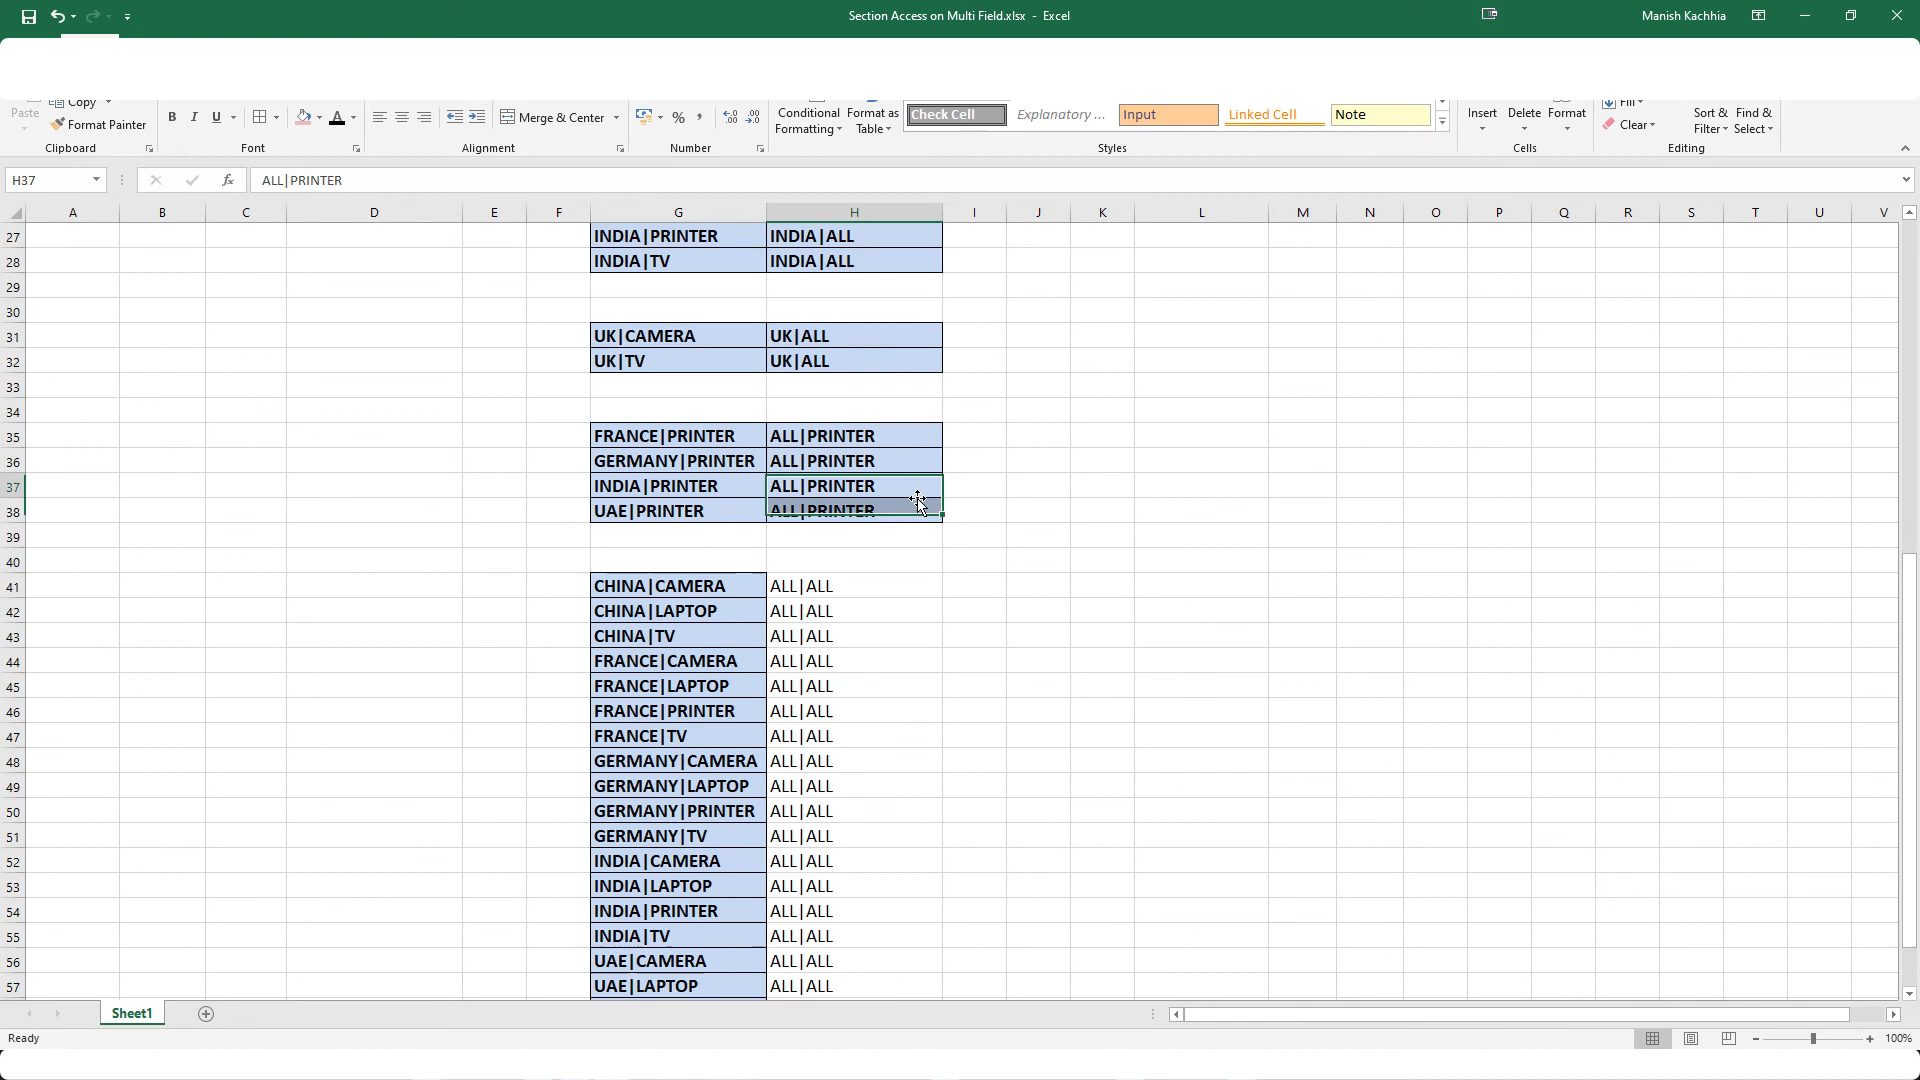 Section Access on Multi Field.xlsx - Excel
Manish Kachhia
Paste
Copy
Format Painter
B I U
A
Merge & Center
%
Conditional Formatting
Format as Table
Check Cell
Explanatory ...
Input
Linked Cell
Note
Insert
Delete
Format
Fill
Clear
Sort & Filter
Find & Select
Clipboard
Font
Alignment
Number
Styles
Cells
Editing
H37
fx
ALL|PRINTER
A B C D E F G H I J K L M N O P Q R S T U V
27 INDIA|PRINTER INDIA|ALL
28 INDIA|TV INDIA|ALL
29
30
31 UK|CAMERA UK|ALL
32 UK|TV UK|ALL
33
34
35 FRANCE|PRINTER ALL|PRINTER
36 GERMANY|PRINTER ALL|PRINTER
37 INDIA|PRINTER ALL|PRINTER
38 UAE|PRINTER ALL|PRINTER
39
40
41 CHINA|CAMERA ALL|ALL
42 CHINA|LAPTOP ALL|ALL
43 CHINA|TV ALL|ALL
44 FRANCE|CAMERA ALL|ALL
45 FRANCE|LAPTOP ALL|ALL
46 FRANCE|PRINTER ALL|ALL
47 FRANCE|TV ALL|ALL
48 GERMANY|CAMERA ALL|ALL
49 GERMANY|LAPTOP ALL|ALL
50 GERMANY|PRINTER ALL|ALL
51 GERMANY|TV ALL|ALL
52 INDIA|CAMERA ALL|ALL
53 INDIA|LAPTOP ALL|ALL
54 INDIA|PRINTER ALL|ALL
55 INDIA|TV ALL|ALL
56 UAE|CAMERA ALL|ALL
57 UAE|LAPTOP ALL|ALL
Sheet1
Ready
100%